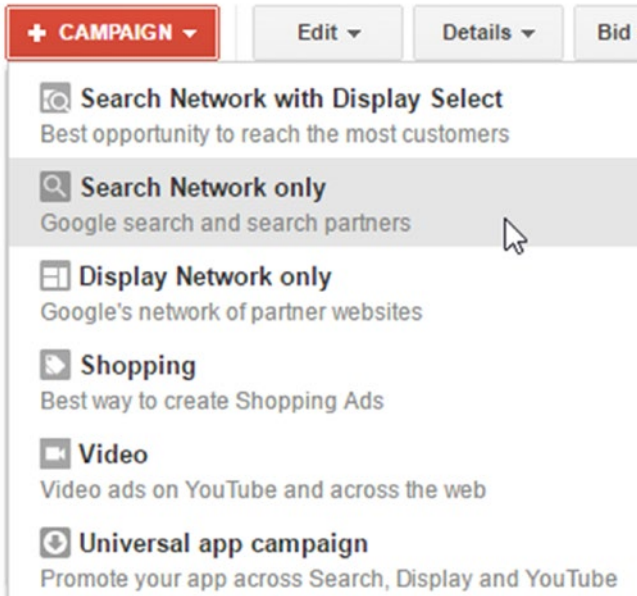 + CAMPAIGN Edit Details Bid
Search Network with Display Select
Best opportunity to reach the most customers
Search Network only
Google search and search partners
Display Network only
Google's network of partner websites
Shopping
Best way to create Shopping Ads
Video
Video ads on YouTube and across the web
Universal app campaign
Promote your app across Search, Display and YouTube